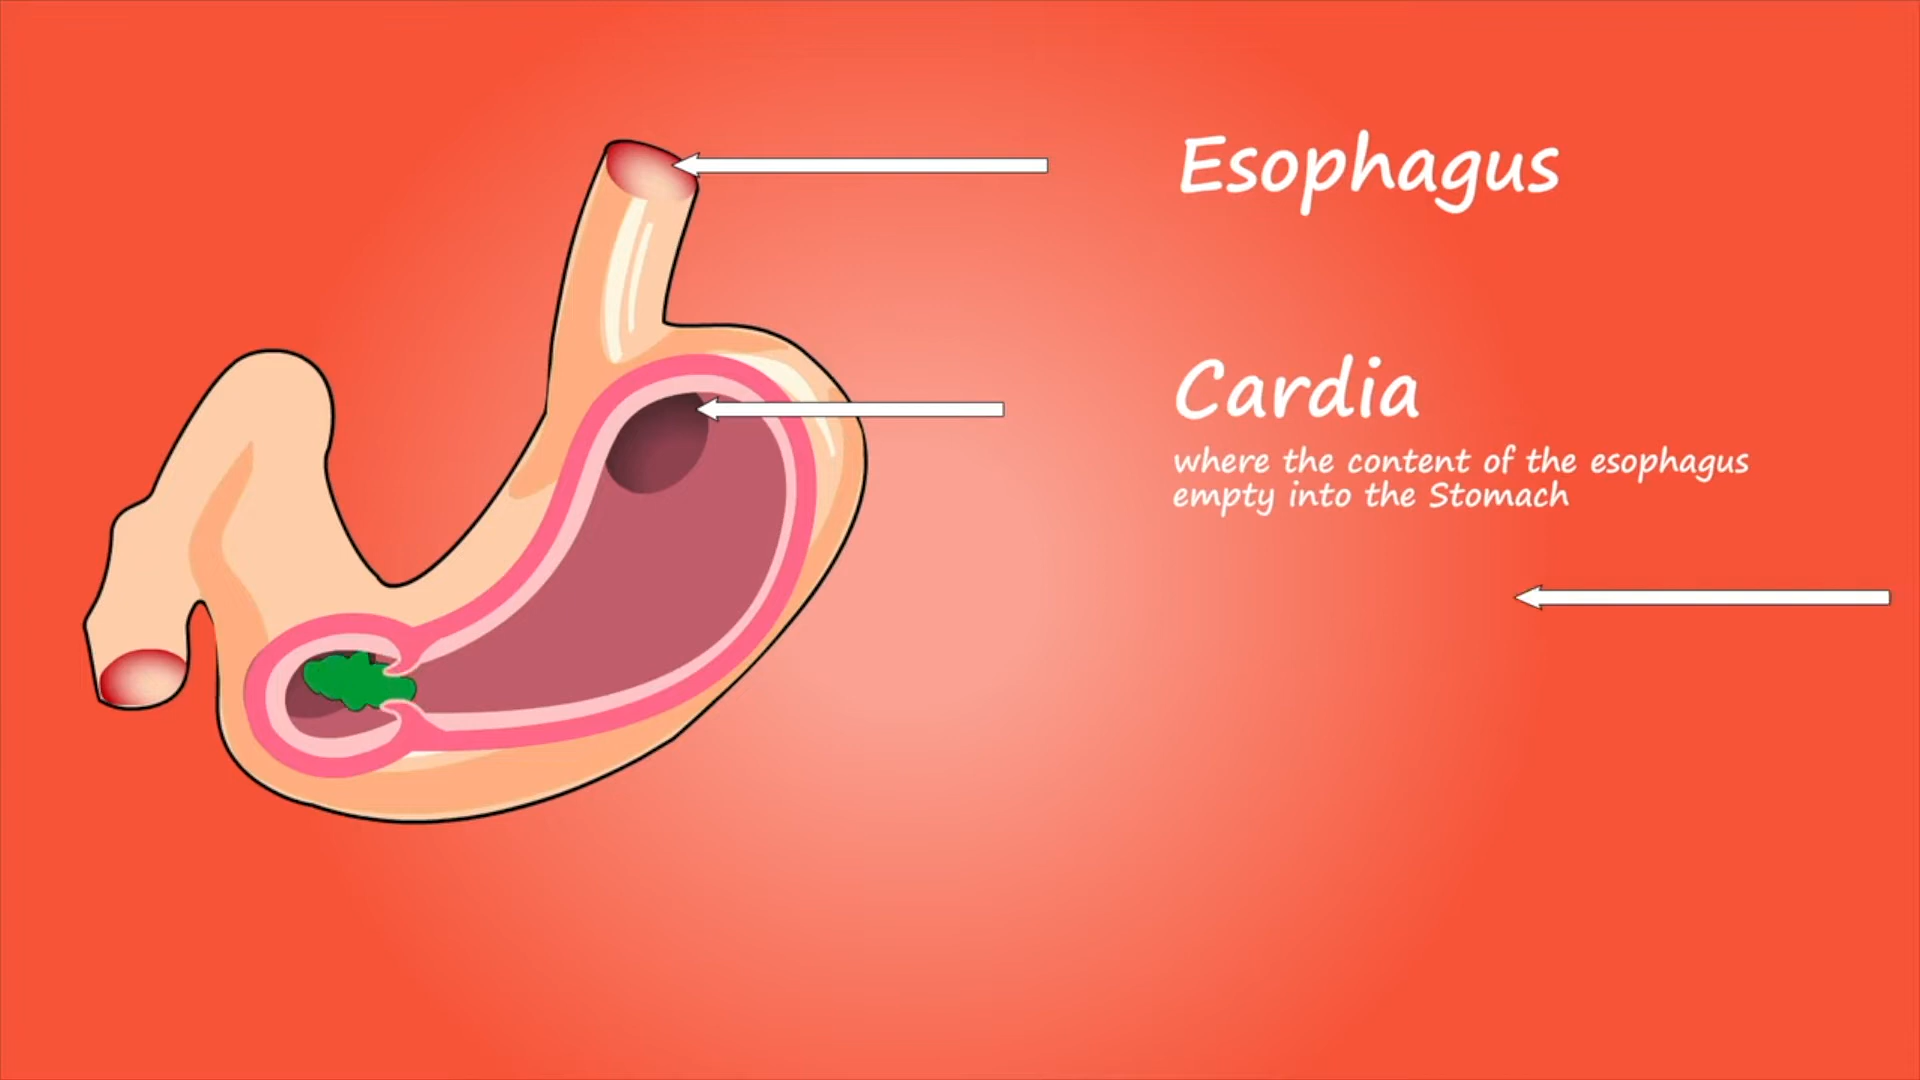 Esophagus
Cardia
where the content of the esophagus
empty into the Stomach